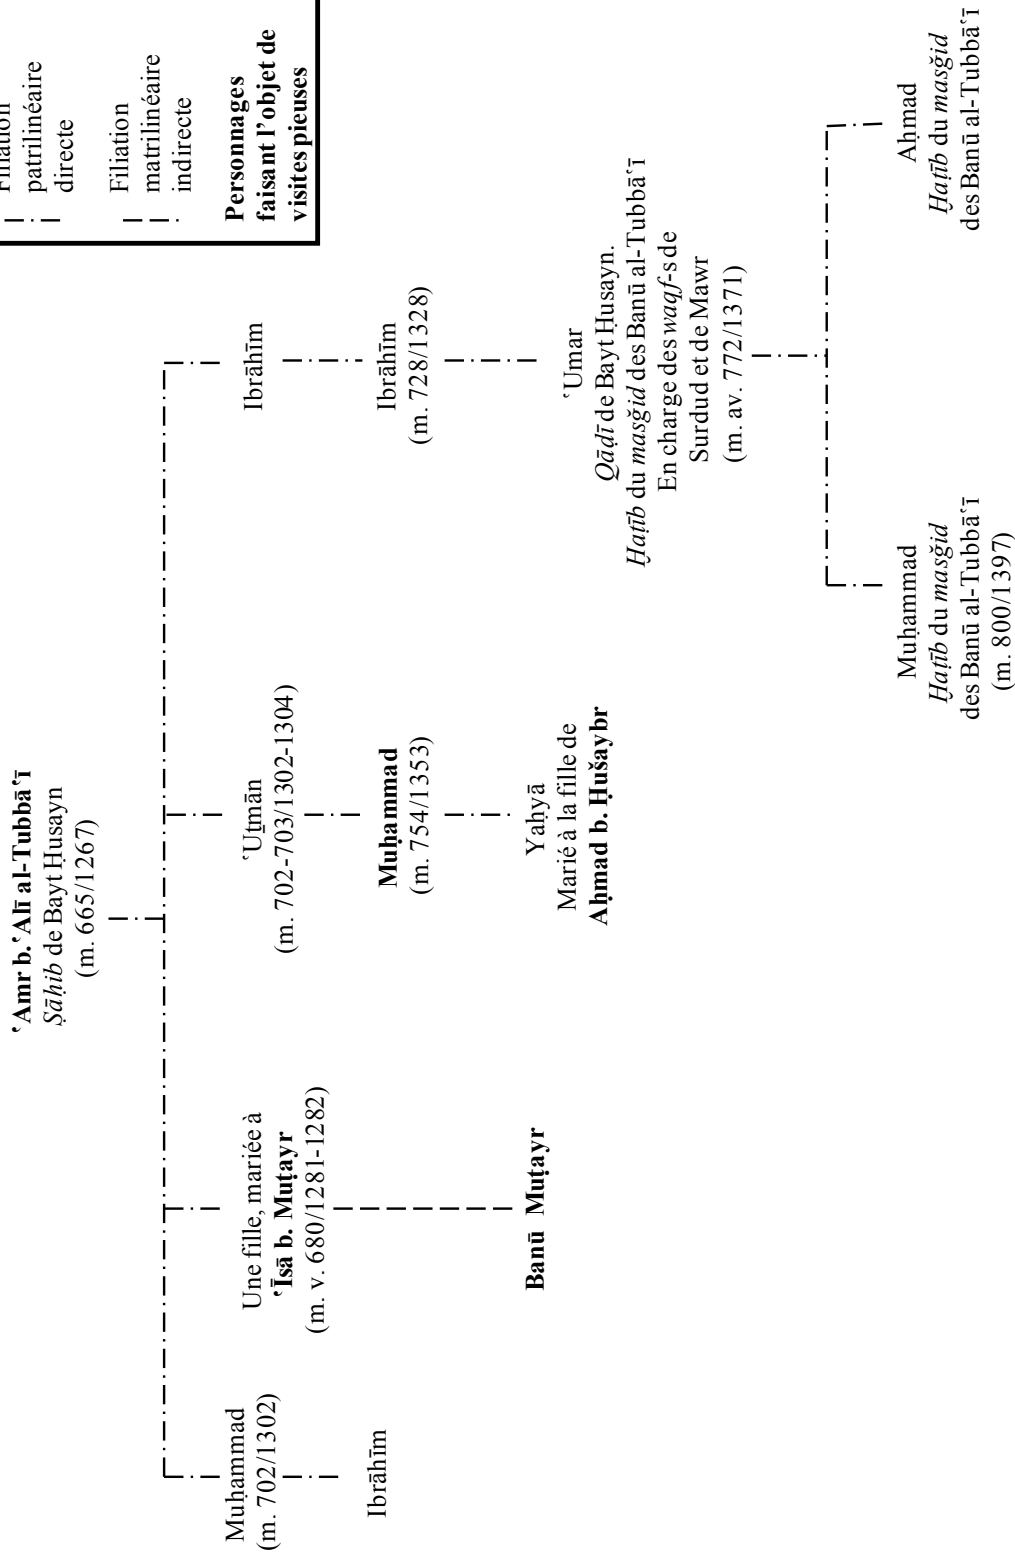 ʿAmr b. ʿAlī al-Tubbāʿī
Ṣāḥib de Bayt Ḥusayn
(m. 665/1267)
Muḥammad
(m. 702/1302)
Ibrāhīm
Une fille, mariée à
ʿĪsā b. Muṭayr
(m. v. 680/1281-1282)
Banū Muṭayr
ʿUṯmān
(m. 702-703/1302-1304)
Muḥammad
(m. 754/1353)
Yaḥyā
Marié à la fille de
Aḥmad b. Ḥušaybr
Ibrāhīm
Ibrāhīm
(m. 728/1328)
ʿUmar
Qāḍī de Bayt Ḥusayn.
Ḫaṭīb du masǧid des Banū al-Tubbāʿī
En charge des waqf-s de
Surdud et de Mawr
(m. av. 772/1371)
Muḥammad
Ḫaṭīb du masǧid
des Banū al-Tubbāʿī
(m. 800/1397)
Aḥmad
Ḫaṭīb du masǧid
des Banū al-Tubbāʿī
Filiation
patrilinéaire
directe
Filiation
matrilinéaire
indirecte
Personnages
faisant l’objet de
visites pieuses